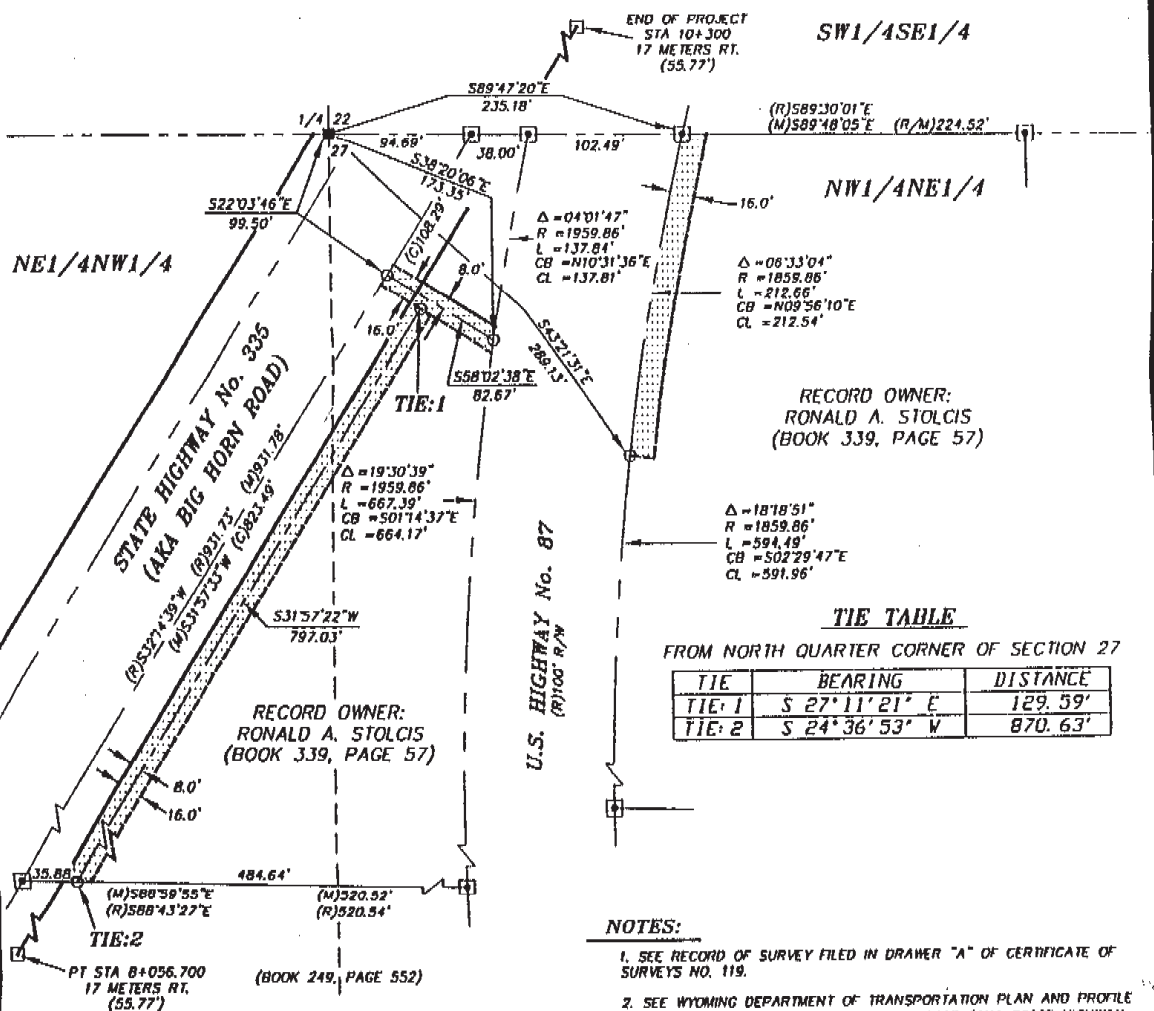 END OF PROJECT
STA 10+300
17 METERS RT.
(55.77')
SW1/4SE1/4
S89°47'20"E
235.18'
(R)S89°30'01"E
(M)S89°48'05"E (R/M)224.52'
1/4 22
27
94.69'
38.00'
102.49'
S38°20'06"E
173.35'
NW1/4NE1/4
S22°03'46"E
99.50'
(C)108.29'
16.0'
NE1/4NW1/4
Δ =04°01'47"
R =1959.86'
L =137.84'
CB =N10°31'36"E
CL =137.81'
Δ =06°33'04"
R =1859.86'
L =212.66'
CB =N09°56'10"E
CL =212.54'
8.0'
16.0'
S43°21'31"E
289.13'
S58°02'38"E
82.67'
TIE:1
STATE HIGHWAY No. 335
(AKA BIG HORN ROAD)
(R)S32°14'39"W (R)931.73' (M)931.78'
(M)S31°57'33"W (C)823.49'
RECORD OWNER:
RONALD A. STOLCIS
(BOOK 339, PAGE 57)
Δ =19°30'39"
R =1959.86'
L =667.39'
CB =S01°14'37"E
CL =664.17'
Δ =18°18'51"
R =1859.86'
L =594.49'
CB =S02°29'47"E
CL =591.96'
S31°57'22"W
797.03'
U.S. HIGHWAY No. 87
(R)100' R/W
TIE TABLE
FROM NORTH QUARTER CORNER OF SECTION 27
TIE BEARING DISTANCE
TIE: 1 S 27°11'21" E 129.59'
TIE: 2 S 24°36'53" W 870.63'
RECORD OWNER:
RONALD A. STOLCIS
(BOOK 339, PAGE 57)
8.0'
16.0'
35.88'
484.64'
(M)S88°59'55"E
(R)S88°43'27"E
(M)520.52'
(R)520.54'
TIE:2
PT STA 8+056.700
17 METERS RT.
(55.77')
(BOOK 249, PAGE 552)
NOTES:
1. SEE RECORD OF SURVEY FILED IN DRAWER "A" OF CERTIFICATE OF
SURVEYS NO. 119.
2. SEE WYOMING DEPARTMENT OF TRANSPORTATION PLAN AND PROFILE